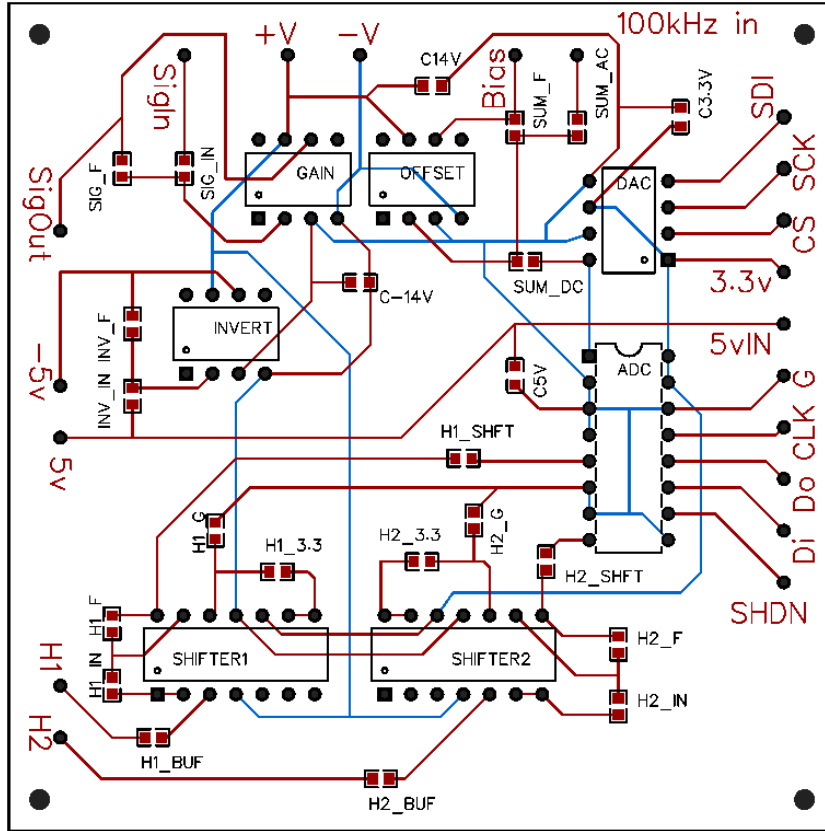 +V
-V
100kHz in
C14V
SigIn
Bias
SUM_F
SUM_AC
C3.3V
SDI
SIG_F
SIG_IN
GAIN
OFFSET
DAC
SCK
SigOut
CS
C-14V
SUM_DC
3.3v
INVERT
INV_F
5vIN
-5v
INV_IN
C5V
ADC
G
5v
H1_SHFT
CLK
Do
H1_G
H1_3.3
H2_3.3
H2_G
H2_SHFT
Di
SHDN
H1_F
H1
H1_IN
SHIFTER1
SHIFTER2
H2_F
H2_IN
H2
H1_BUF
H2_BUF